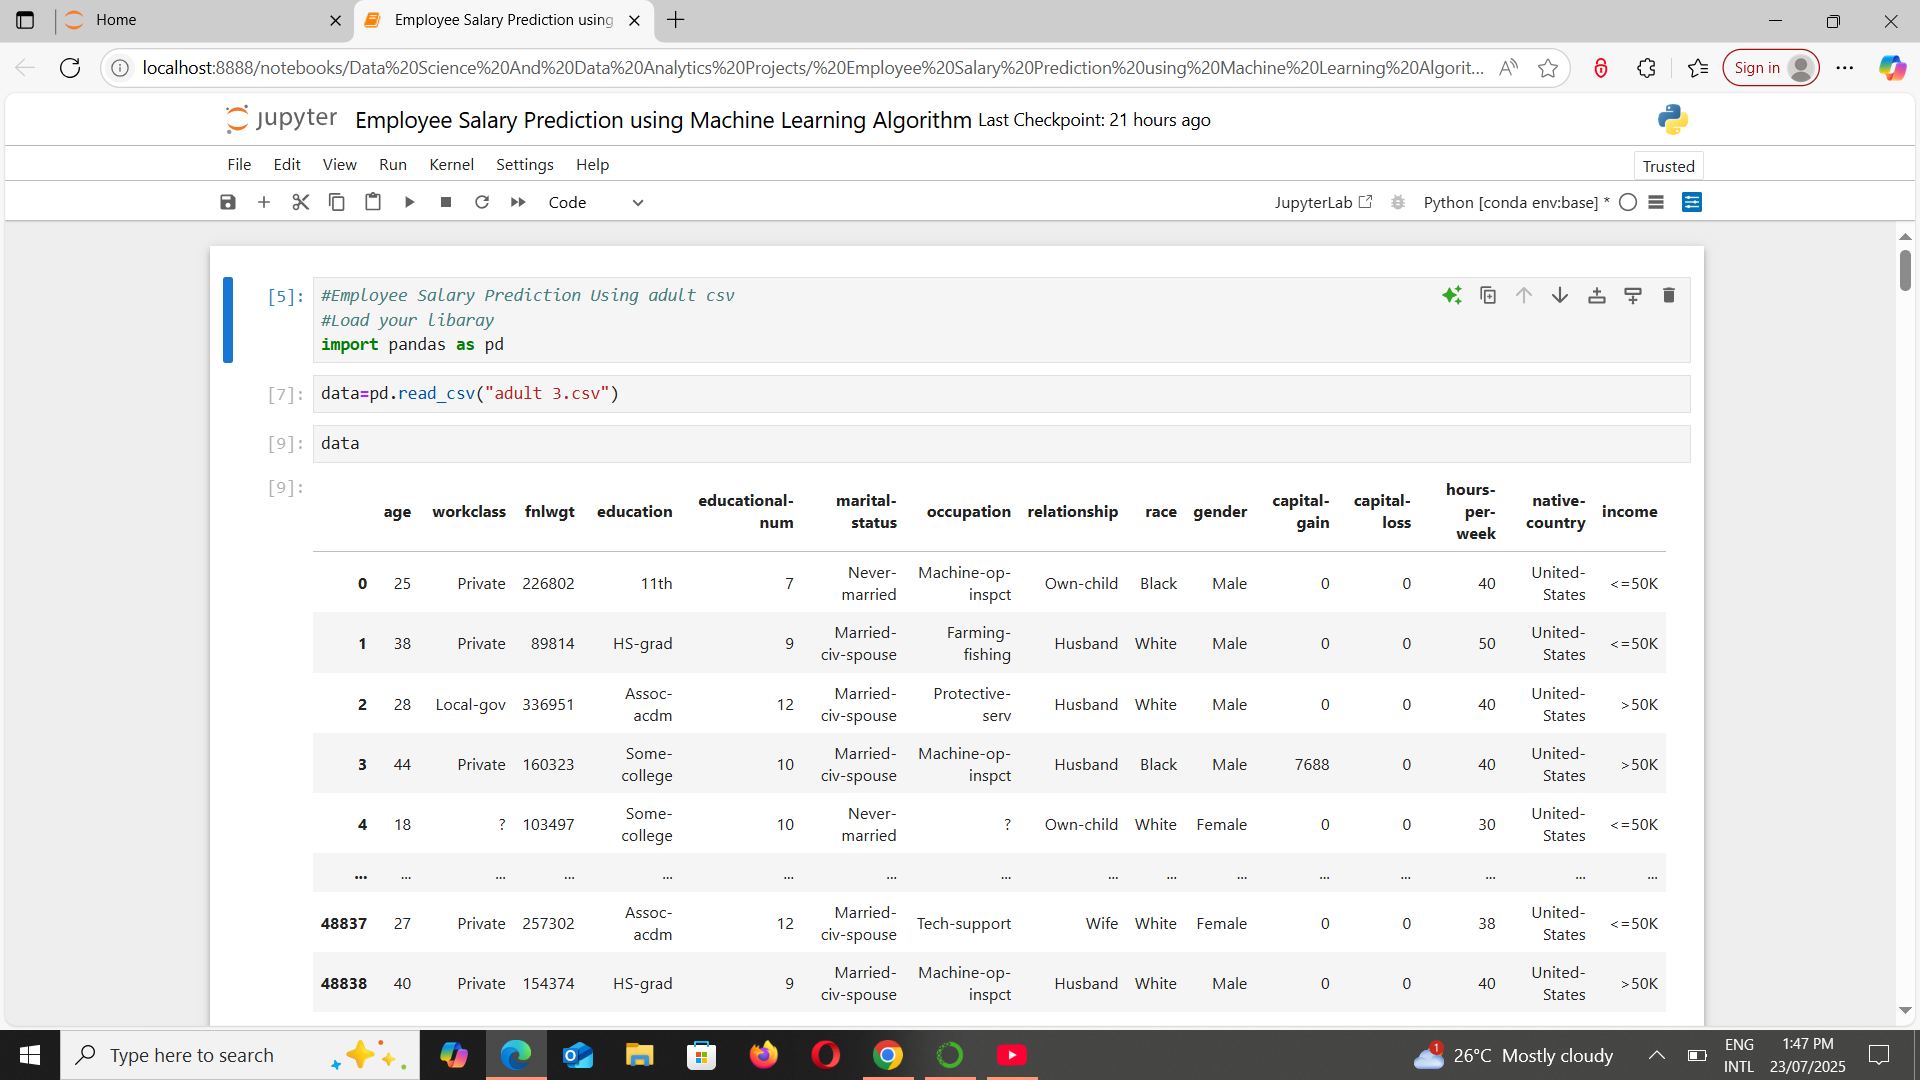 Home
Employee Salary Prediction using
localhost:8888/notebooks/Data%20Science%20And%20Data%20Analytics%20Projects/%20Employee%20Salary%20Prediction%20using%20Machine%20Learning%20Algorit...
Sign in
jupyter Employee Salary Prediction using Machine Learning Algorithm Last Checkpoint: 21 hours ago
File Edit View Run Kernel Settings Help
Trusted
Code
JupyterLab
Python [conda env:base] *
[5]: #Employee Salary Prediction Using adult csv
#Load your libaray
import pandas as pd
[7]: data=pd.read_csv("adult 3.csv")
[9]: data
[9]:
age workclass fnlwgt education educational-num marital-status occupation relationship race gender capital-gain capital-loss hours-per-week native-country income
0 25 Private 226802 11th 7 Never-married Machine-op-inspct Own-child Black Male 0 0 40 United-States <=50K
1 38 Private 89814 HS-grad 9 Married-civ-spouse Farming-fishing Husband White Male 0 0 50 United-States <=50K
2 28 Local-gov 336951 Assoc-acdm 12 Married-civ-spouse Protective-serv Husband White Male 0 0 40 United-States >50K
3 44 Private 160323 Some-college 10 Married-civ-spouse Machine-op-inspct Husband Black Male 7688 0 40 United-States >50K
4 18 ? 103497 Some-college 10 Never-married ? Own-child White Female 0 0 30 United-States <=50K
... ... ... ... ... ... ... ... ... ... ... ... ... ... ... ...
48837 27 Private 257302 Assoc-acdm 12 Married-civ-spouse Tech-support Wife White Female 0 0 38 United-States <=50K
48838 40 Private 154374 HS-grad 9 Married-civ-spouse Machine-op-inspct Husband White Male 0 0 40 United-States >50K
Type here to search
1
26°C Mostly cloudy
ENG
INTL
1:47 PM
23/07/2025